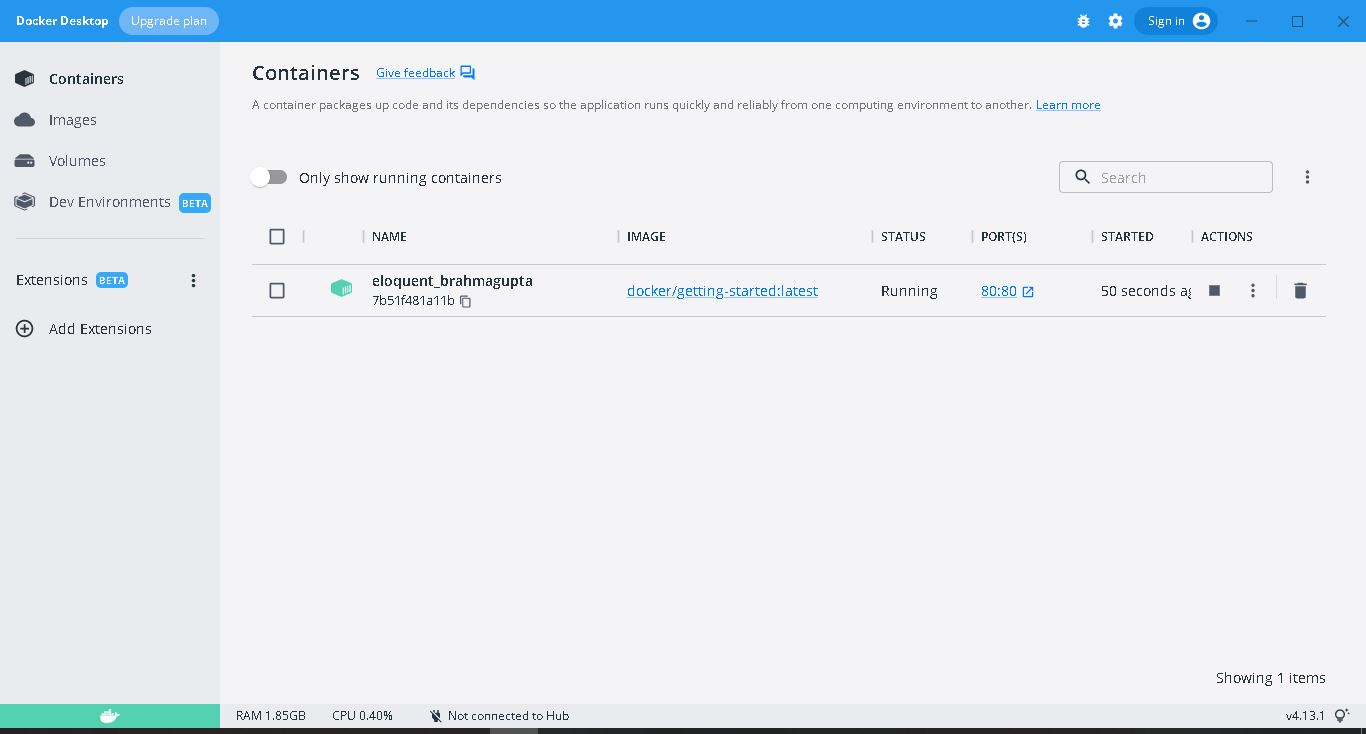 Docker Desktop Upgrade plan Sign in
Containers
Images
Volumes
Dev Environments BETA
Extensions BETA
Add Extensions
Containers Give feedback
A container packages up code and its dependencies so the application runs quickly and reliably from one computing environment to another. Learn more
Only show running containers Search
NAME IMAGE STATUS PORT(S) STARTED ACTIONS
eloquent_brahmagupta
7b51f481a11b docker/getting-started:latest Running 80:80 50 seconds ag
Showing 1 items
RAM 1.85GB CPU 0.40% Not connected to Hub v4.13.1